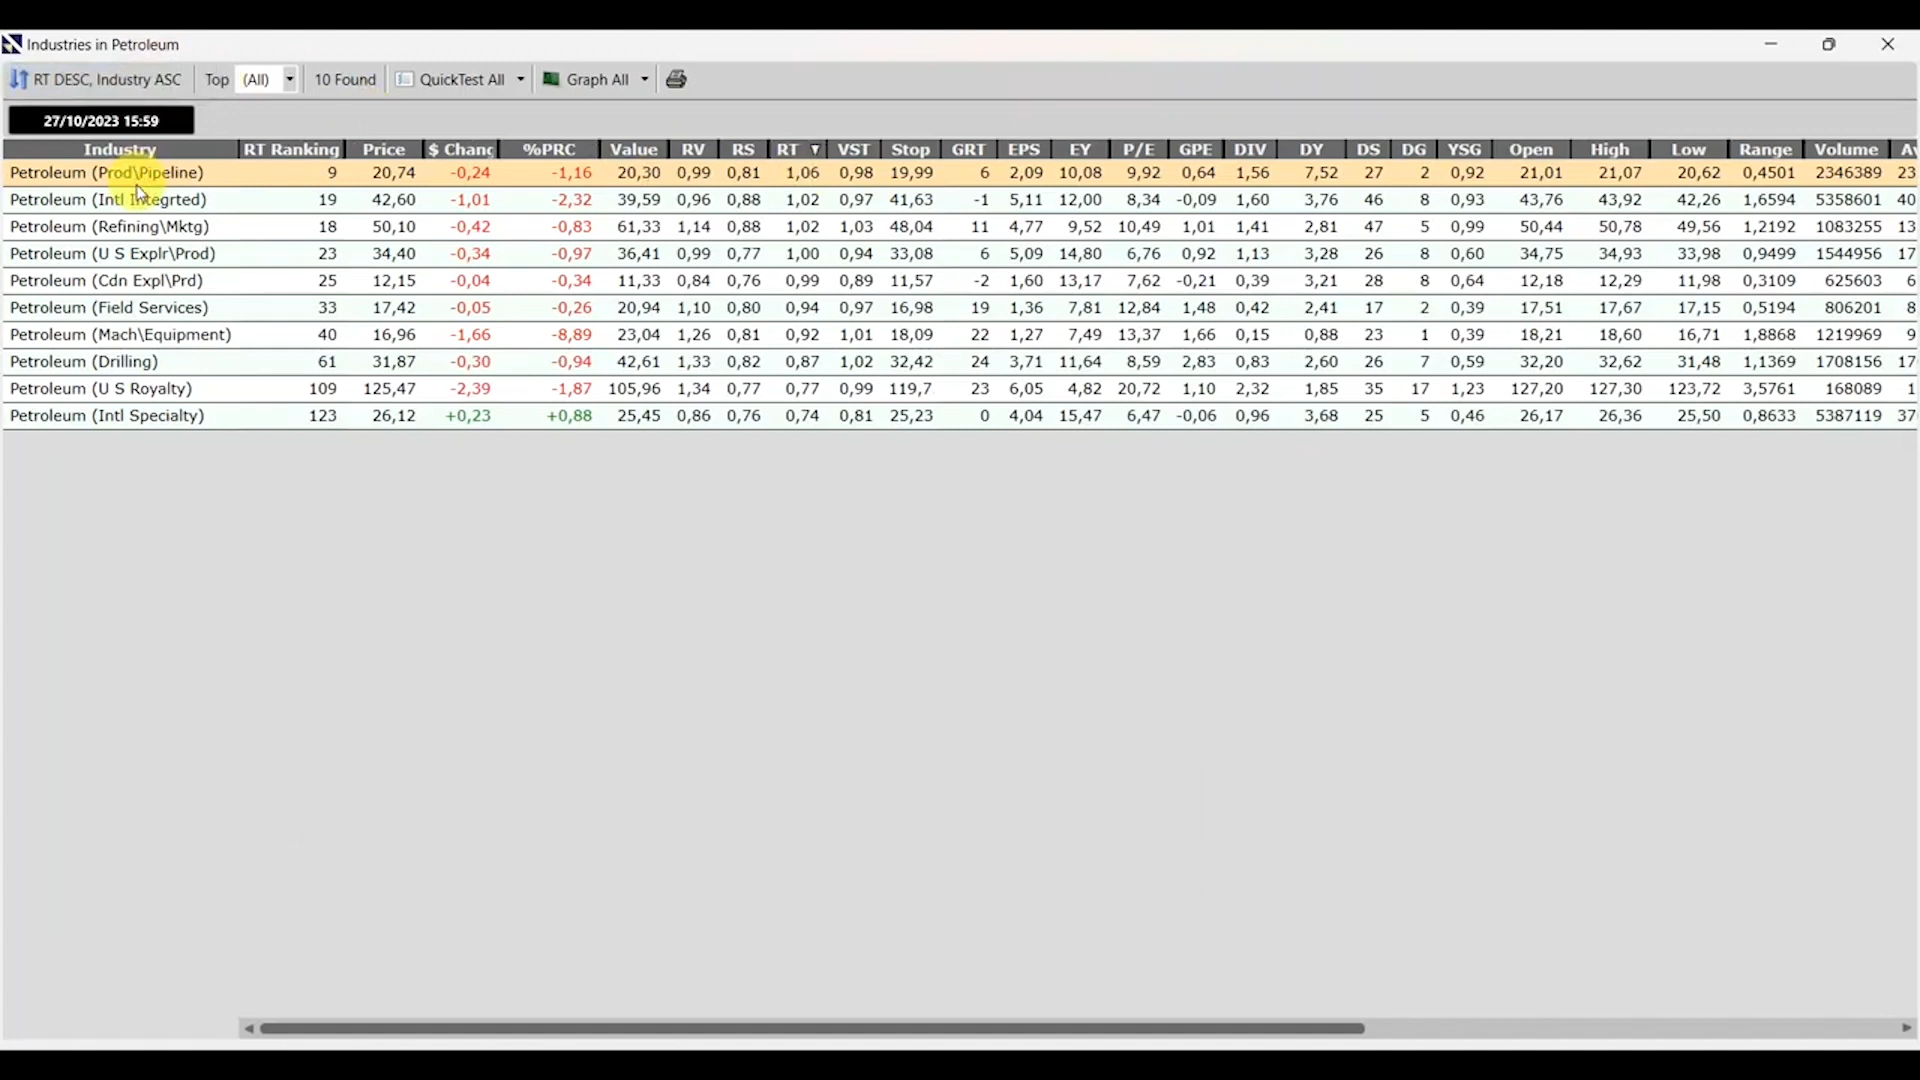 Industries in Petroleum
RT DESC, Industry ASC Top (All) 10 Found QuickTest All Graph All
27/10/2023 15:59
Industry RT Ranking Price $ Chang %PRC Value RV RS RT VST Stop GRT EPS EY P/E GPE DIV DY DS DG YSG Open High Low Range Volume Av
Petroleum (Prod\Pipeline) 9 20,74 -0,24 -1,16 20,30 0,99 0,81 1,06 0,98 19,99 6 2,09 10,08 9,92 0,64 1,56 7,52 27 2 0,92 21,01 21,07 20,62 0,4501 2346389 23
Petroleum (Intl Integrted) 19 42,60 -1,01 -2,32 39,59 0,96 0,88 1,02 0,97 41,63 -1 5,11 12,00 8,34 -0,09 1,60 3,76 46 8 0,93 43,76 43,92 42,26 1,6594 5358601 40
Petroleum (Refining\Mktg) 18 50,10 -0,42 -0,83 61,33 1,14 0,88 1,02 1,03 48,04 11 4,77 9,52 10,49 1,01 1,41 2,81 47 5 0,99 50,44 50,78 49,56 1,2192 1083255 13
Petroleum (U S Explr\Prod) 23 34,40 -0,34 -0,97 36,41 0,99 0,77 1,00 0,94 33,08 6 5,09 14,80 6,76 0,92 1,13 3,28 26 8 0,60 34,75 34,93 33,98 0,9499 1544956 17
Petroleum (Cdn Expl\Prd) 25 12,15 -0,04 -0,34 11,33 0,84 0,76 0,99 0,89 11,57 -2 1,60 13,17 7,62 -0,21 0,39 3,21 28 8 0,64 12,18 12,29 11,98 0,3109 625603 6
Petroleum (Field Services) 33 17,42 -0,05 -0,26 20,94 1,10 0,80 0,94 0,97 16,98 19 1,36 7,81 12,84 1,48 0,42 2,41 17 2 0,39 17,51 17,67 17,15 0,5194 806201 8
Petroleum (Mach\Equipment) 40 16,96 -1,66 -8,89 23,04 1,26 0,81 0,92 1,01 18,09 22 1,27 7,49 13,37 1,66 0,15 0,88 23 1 0,39 18,21 18,60 16,71 1,8868 1219969 9
Petroleum (Drilling) 61 31,87 -0,30 -0,94 42,61 1,33 0,82 0,87 1,02 32,42 24 3,71 11,64 8,59 2,83 0,83 2,60 26 7 0,59 32,20 32,62 31,48 1,1369 1708156 17
Petroleum (U S Royalty) 109 125,47 -2,39 -1,87 105,96 1,34 0,77 0,77 0,99 119,7 23 6,05 4,82 20,72 1,10 2,32 1,85 35 17 1,23 127,20 127,30 123,72 3,5761 168089 1
Petroleum (Intl Specialty) 123 26,12 +0,23 +0,88 25,45 0,86 0,76 0,74 0,81 25,23 0 4,04 15,47 6,47 -0,06 0,96 3,68 25 5 0,46 26,17 26,36 25,50 0,8633 5387119 37